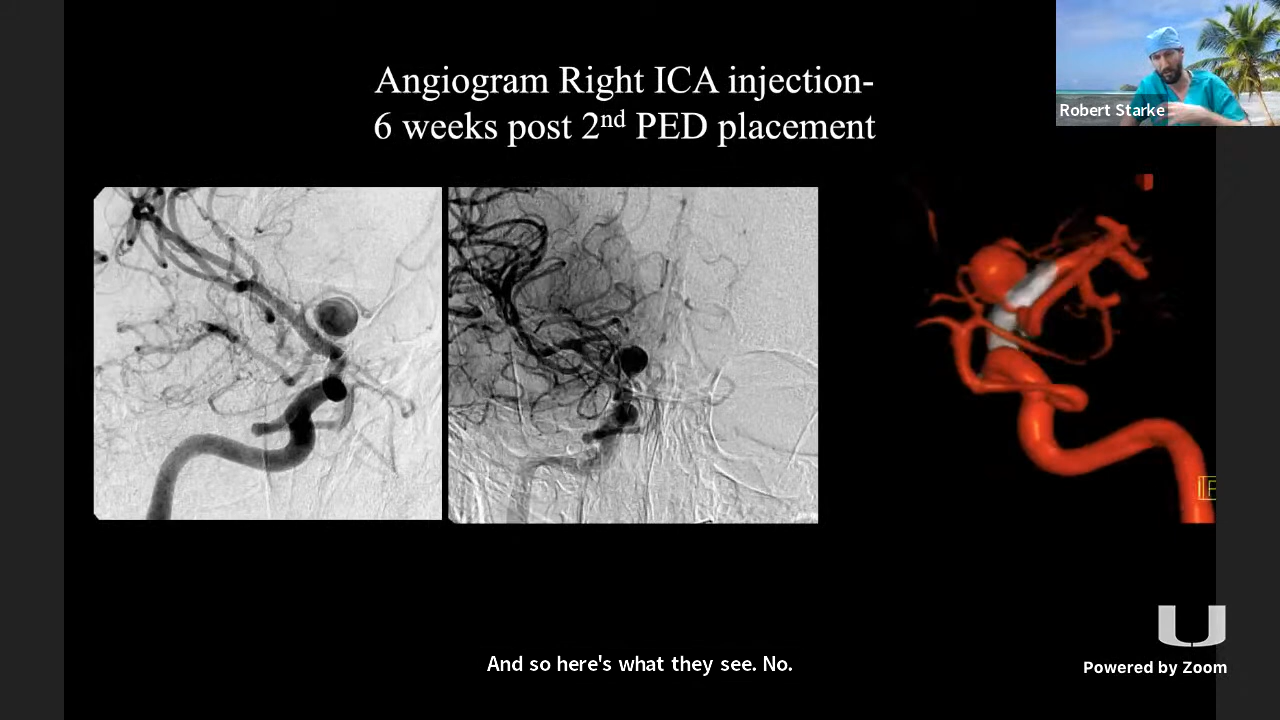 Angiogram Right ICA injection-
6 weeks post 2nd PED placement
Robert Starke
And so here's what they see. No.
U
Powered by Zoom